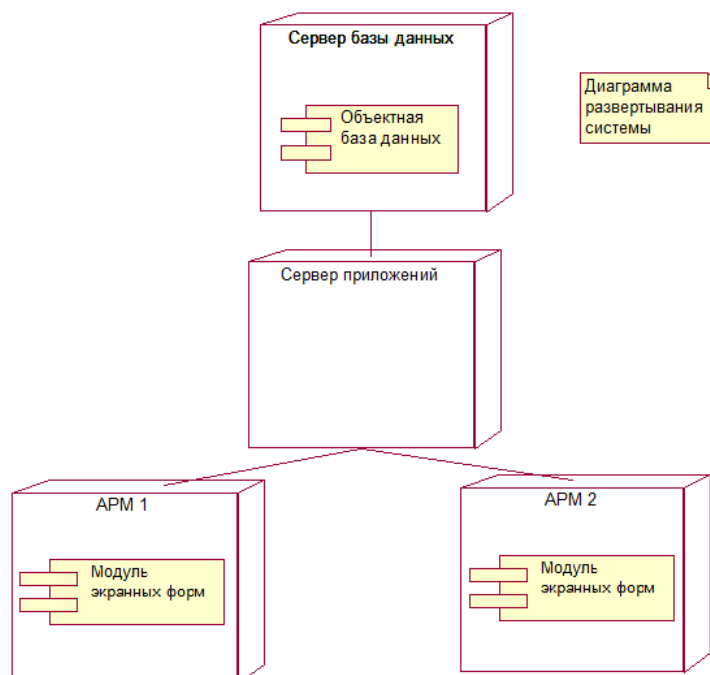 Сервер базы данных
Объектная
база данных
Диаграмма
развертывания
системы
Сервер приложений
АРМ 1
Модуль
экранных форм
АРМ 2
Модуль
экранных форм